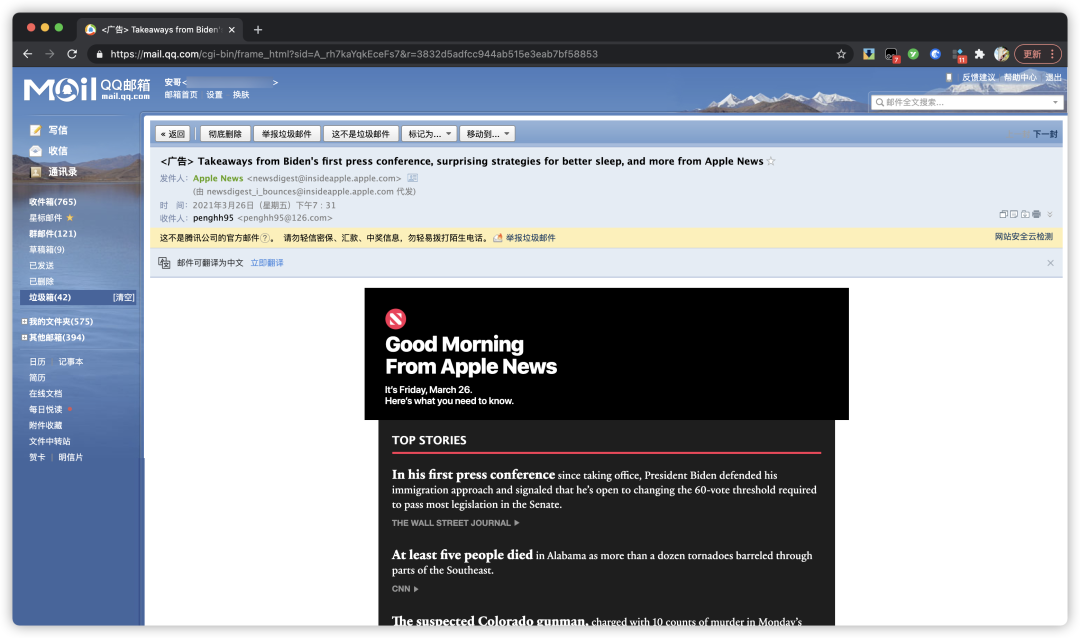 <广告> Takeaways from Biden'
更新
https://mail.qq.com/cgi-bin/frame_html?sid=A_rh7kaYqkEceFs7&r=3832d5adfcc944ab515e3eab7bf58853
7
11
Mail QQ邮箱
mail.qq.com
安哥< >
邮箱首页 设置 换肤
反馈建议 帮助中心 退出
邮件全文搜索...
写信
收信
通讯录
收件箱(765)
星标邮件
群邮件(121)
草稿箱(9)
已发送
已删除
垃圾箱(42) [清空]
我的文件夹(575)
其他邮箱(394)
日历 | 记事本
简历
在线文档
每日悦读
附件收藏
文件中转站
贺卡 | 明信片
« 返回 彻底删除 举报垃圾邮件 这不是垃圾邮件 标记为... 移动到... 下一封
<广告> Takeaways from Biden's first press conference, surprising strategies for better sleep, and more from Apple News
发件人: Apple News <newsdigest@insideapple.apple.com>
(由 newsdigest_i_bounces@insideapple.apple.com 代发)
时 间: 2021年3月26日（星期五）下午7：31
收件人: penghh95 <penghh95@126.com>
这不是腾讯公司的官方邮件?。 请勿轻信密保、汇款、中奖信息，勿轻易拨打陌生电话。 举报垃圾邮件 网站安全云检测
邮件可翻译为中文 立即翻译
Good Morning
From Apple News
It's Friday, March 26.
Here's what you need to know.
TOP STORIES
In his first press conference since taking office, President Biden defended his
immigration approach and signaled that he's open to changing the 60-vote threshold required
to pass most legislation in the Senate.
THE WALL STREET JOURNAL
At least five people died in Alabama as more than a dozen tornadoes barreled through
parts of the Southeast.
CNN
The suspected Colorado gunman, charged with 10 counts of murder in Monday's